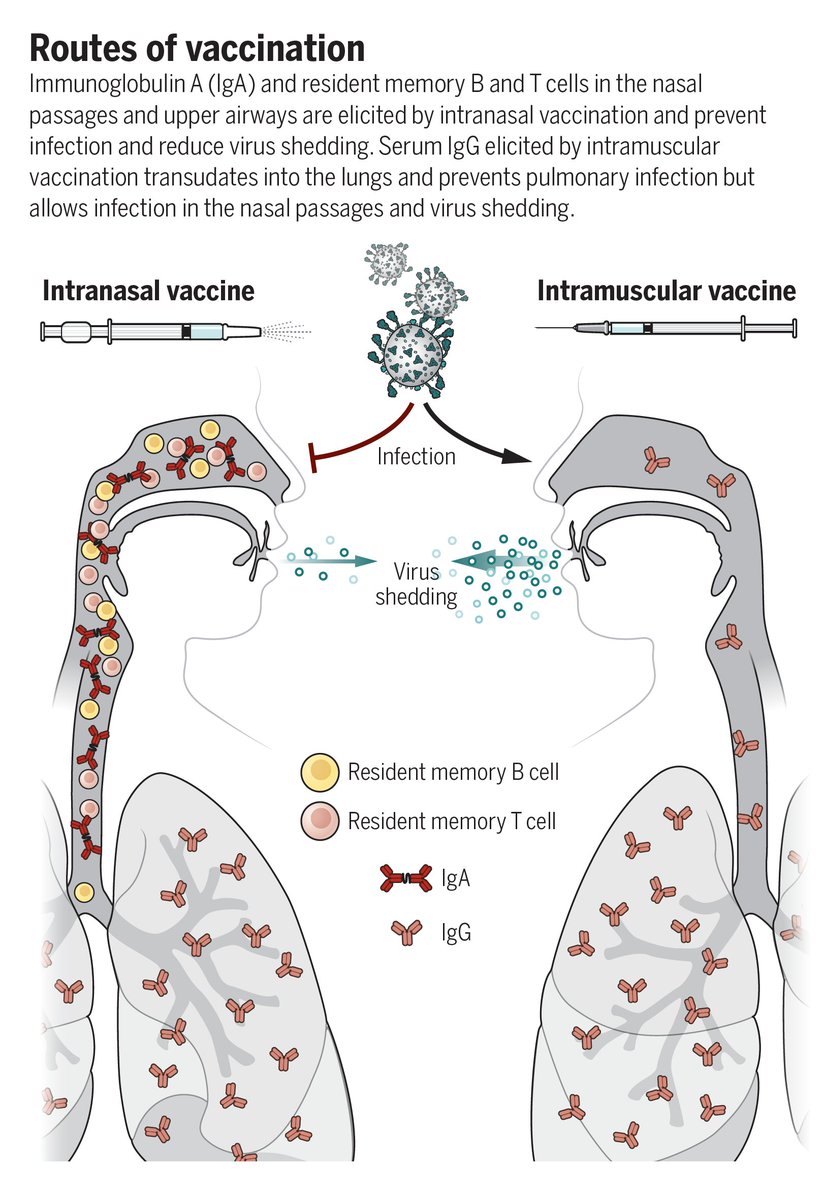 Routes of vaccination
Immunoglobulin A (IgA) and resident memory B and T cells in the nasal
passages and upper airways are elicited by intranasal vaccination and prevent
infection and reduce virus shedding. Serum IgG elicited by intramuscular
vaccination transudates into the lungs and prevents pulmonary infection but
allows infection in the nasal passages and virus shedding.
Intranasal vaccine
Intramuscular vaccine
Infection
Virus
shedding
Resident memory B cell
Resident memory T cell
IgA
IgG